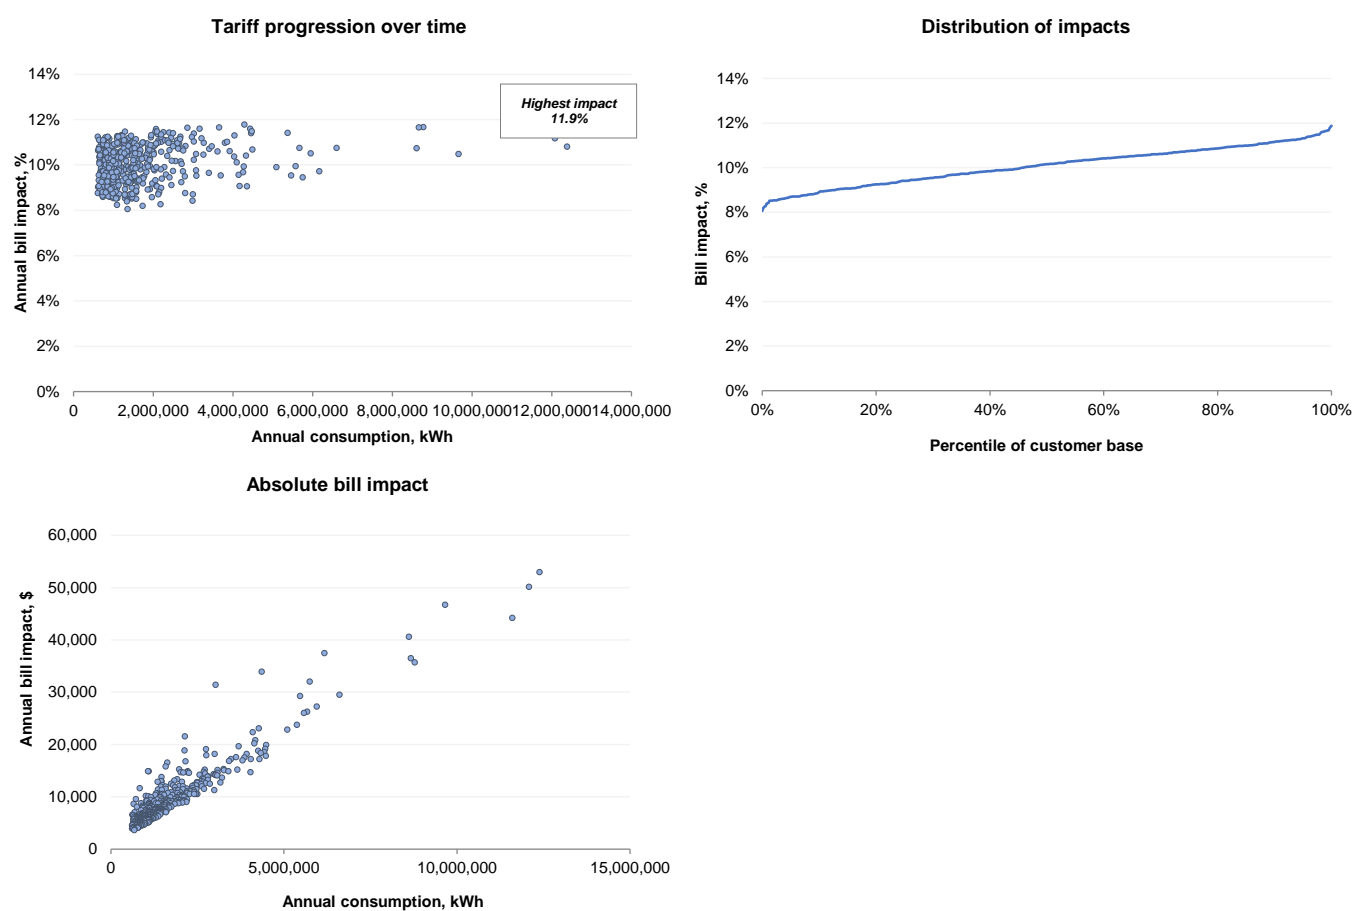 Tariff progression over time
14%
12%
10%
8%
6%
4%
2%
0%
Annual bill impact, %
Highest impact
11.9%
0 2,000,000 4,000,000 6,000,000 8,000,000 10,000,000 12,000,000 14,000,000
Annual consumption, kWh
Distribution of impacts
14%
12%
10%
8%
6%
4%
2%
0%
Bill impact, %
0% 20% 40% 60% 80% 100%
Percentile of customer base
Absolute bill impact
60,000
50,000
40,000
30,000
20,000
10,000
0
Annual bill impact, $
0 5,000,000 10,000,000 15,000,000
Annual consumption, kWh